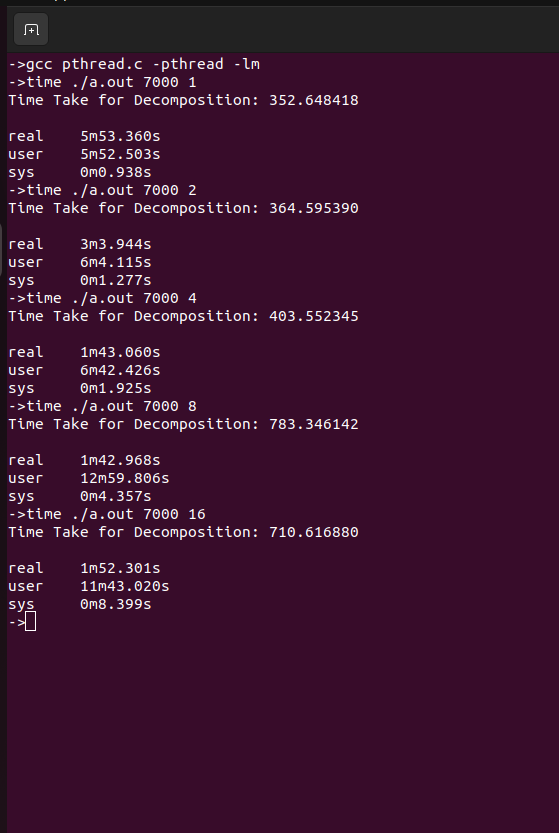 ->gcc pthread.c -pthread -lm
->time ./a.out 7000 1
Time Take for Decomposition: 352.648418

real    5m53.360s
user    5m52.503s
sys     0m0.938s
->time ./a.out 7000 2
Time Take for Decomposition: 364.595390

real    3m3.944s
user    6m4.115s
sys     0m1.277s
->time ./a.out 7000 4
Time Take for Decomposition: 403.552345

real    1m43.060s
user    6m42.426s
sys     0m1.925s
->time ./a.out 7000 8
Time Take for Decomposition: 783.346142

real    1m42.968s
user    12m59.806s
sys     0m4.357s
->time ./a.out 7000 16
Time Take for Decomposition: 710.616880

real    1m52.301s
user    11m43.020s
sys     0m8.399s
->